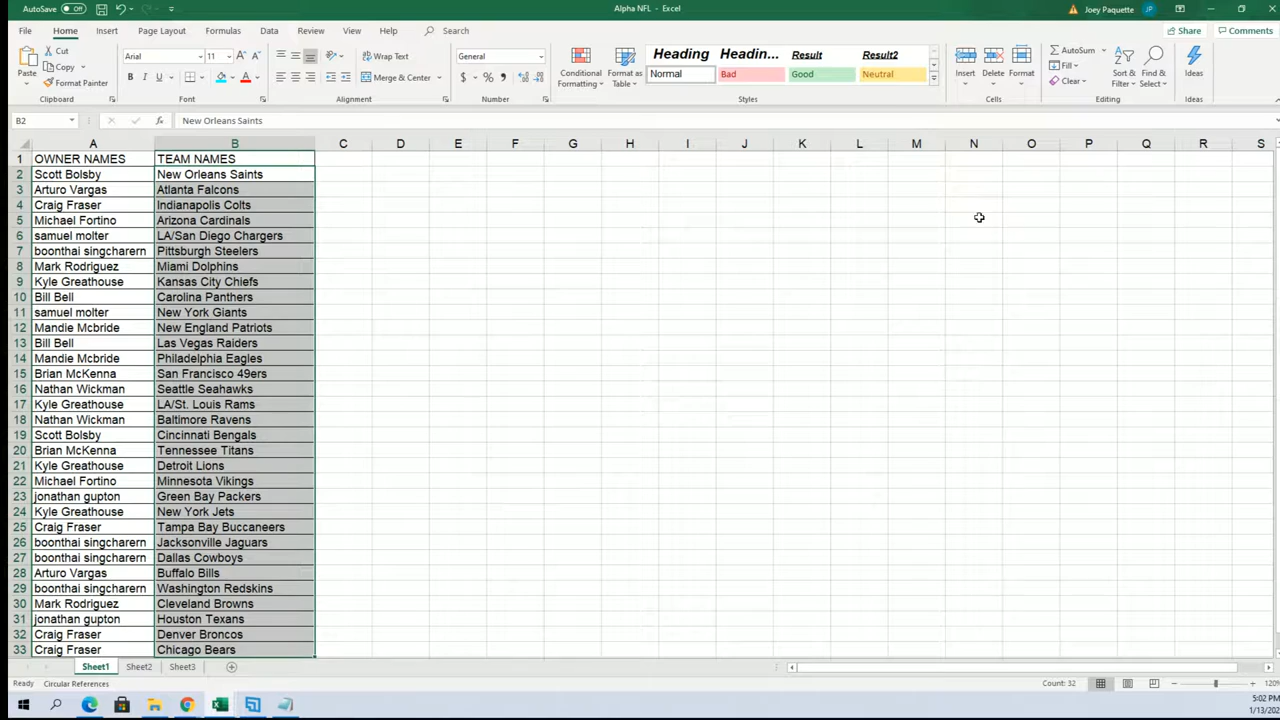 AutoSave Off Alpha NFL - Excel Joey Paquette JP
File Home Insert Page Layout Formulas Data Review View Help Search Share Comments
Cut Arial 11 Wrap Text General Heading Headin... Result Result2 AutoSum
Copy Fill
Paste Format Painter B I U A Merge & Center $ % Conditional Formatting Format as Table Normal Bad Good Neutral Insert Delete Format Clear Sort & Filter Find & Select Ideas
Clipboard Font Alignment Number Styles Cells Editing Ideas
B2 fx New Orleans Saints
A B C D E F G H I J K L M N O P Q R S
1 OWNER NAMES TEAM NAMES
2 Scott Bolsby New Orleans Saints
3 Arturo Vargas Atlanta Falcons
4 Craig Fraser Indianapolis Colts
5 Michael Fortino Arizona Cardinals
6 samuel molter LA/San Diego Chargers
7 boonthai singcharern Pittsburgh Steelers
8 Mark Rodriguez Miami Dolphins
9 Kyle Greathouse Kansas City Chiefs
10 Bill Bell Carolina Panthers
11 samuel molter New York Giants
12 Mandie Mcbride New England Patriots
13 Bill Bell Las Vegas Raiders
14 Mandie Mcbride Philadelphia Eagles
15 Brian McKenna San Francisco 49ers
16 Nathan Wickman Seattle Seahawks
17 Kyle Greathouse LA/St. Louis Rams
18 Nathan Wickman Baltimore Ravens
19 Scott Bolsby Cincinnati Bengals
20 Brian McKenna Tennessee Titans
21 Kyle Greathouse Detroit Lions
22 Michael Fortino Minnesota Vikings
23 jonathan gupton Green Bay Packers
24 Kyle Greathouse New York Jets
25 Craig Fraser Tampa Bay Buccaneers
26 boonthai singcharern Jacksonville Jaguars
27 boonthai singcharern Dallas Cowboys
28 Arturo Vargas Buffalo Bills
29 boonthai singcharern Washington Redskins
30 Mark Rodriguez Cleveland Browns
31 jonathan gupton Houston Texans
32 Craig Fraser Denver Broncos
33 Craig Fraser Chicago Bears
Sheet1 Sheet2 Sheet3
Ready Circular References Count: 32 120%
5:02 PM
1/13/202